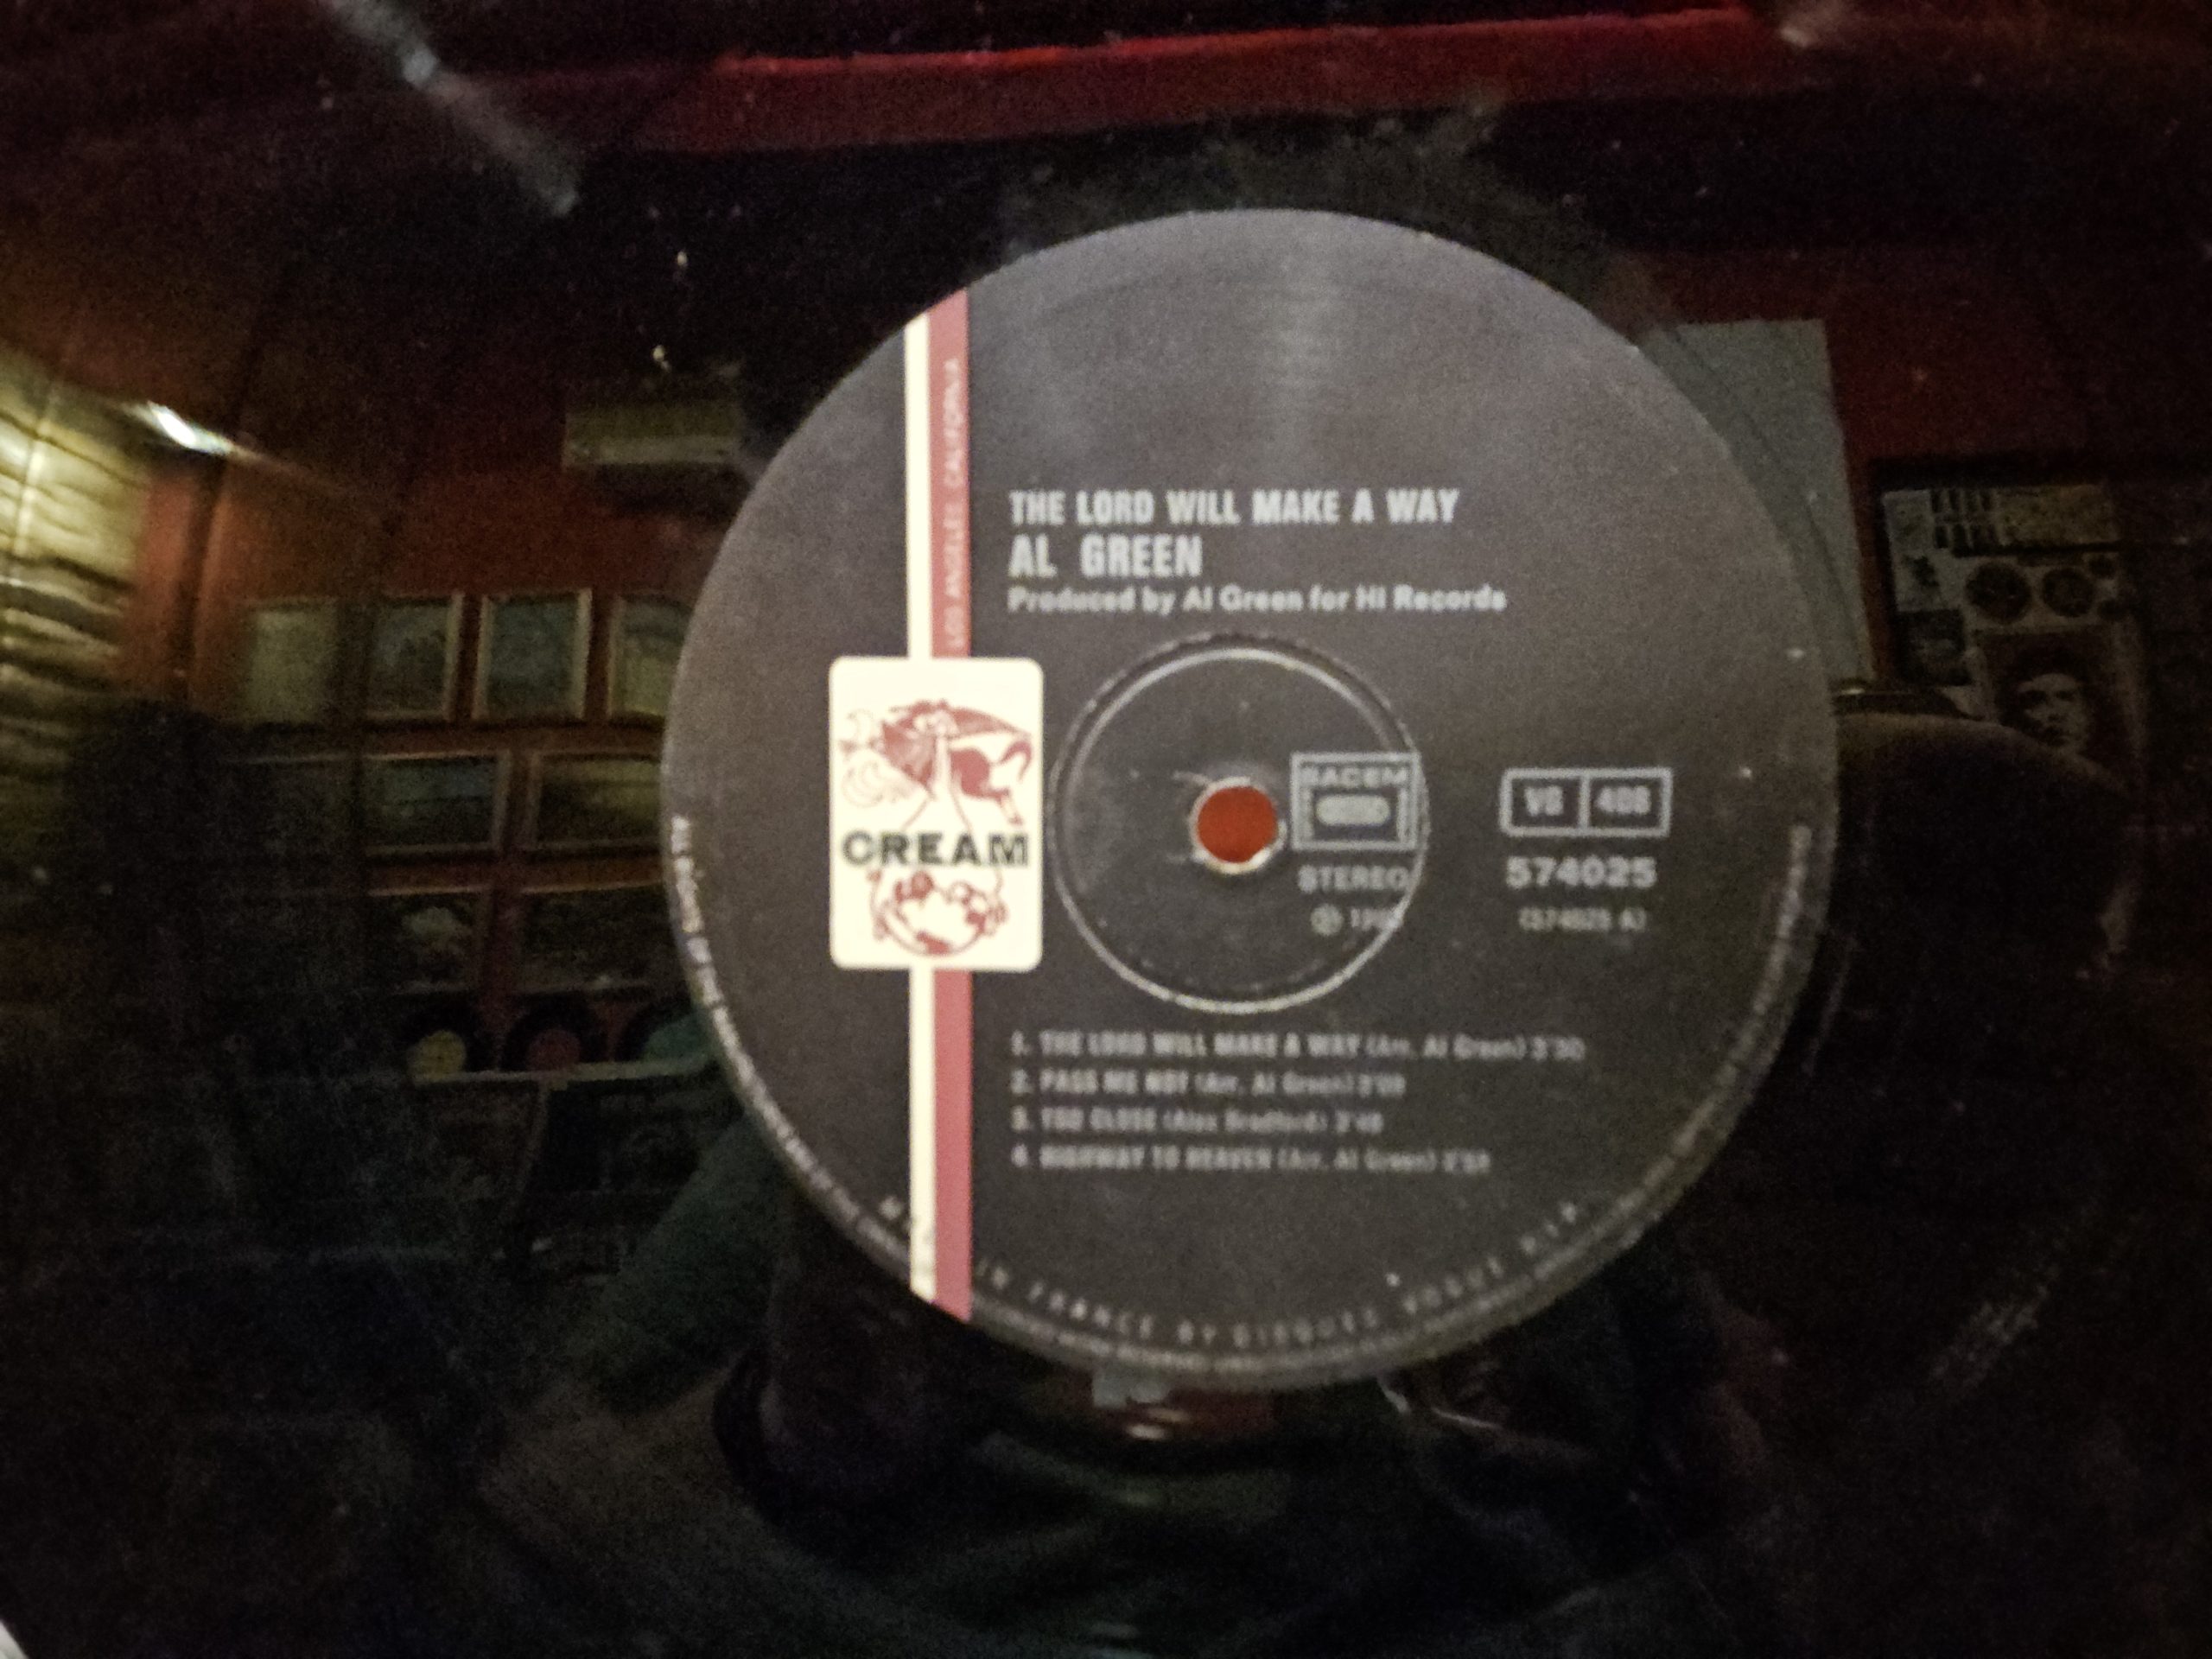 LOS ANGELES, CALIFORNIA
THE LORD WILL MAKE A WAY
AL GREEN
Produced by Al Green for Hi Records
CREAM
SACEM
STEREO
VG 408
574025
(574025 A)
1. THE LORD WILL MAKE A WAY (Arr. Al Green)
2. PASS ME NOT (Arr. Al Green)
3. TOO CLOSE (Alex Bradford)
4. HIGHWAY TO HEAVEN (Arr. Al Green)
IN FRANCE BY DISQUES VOGUE P.I.P.